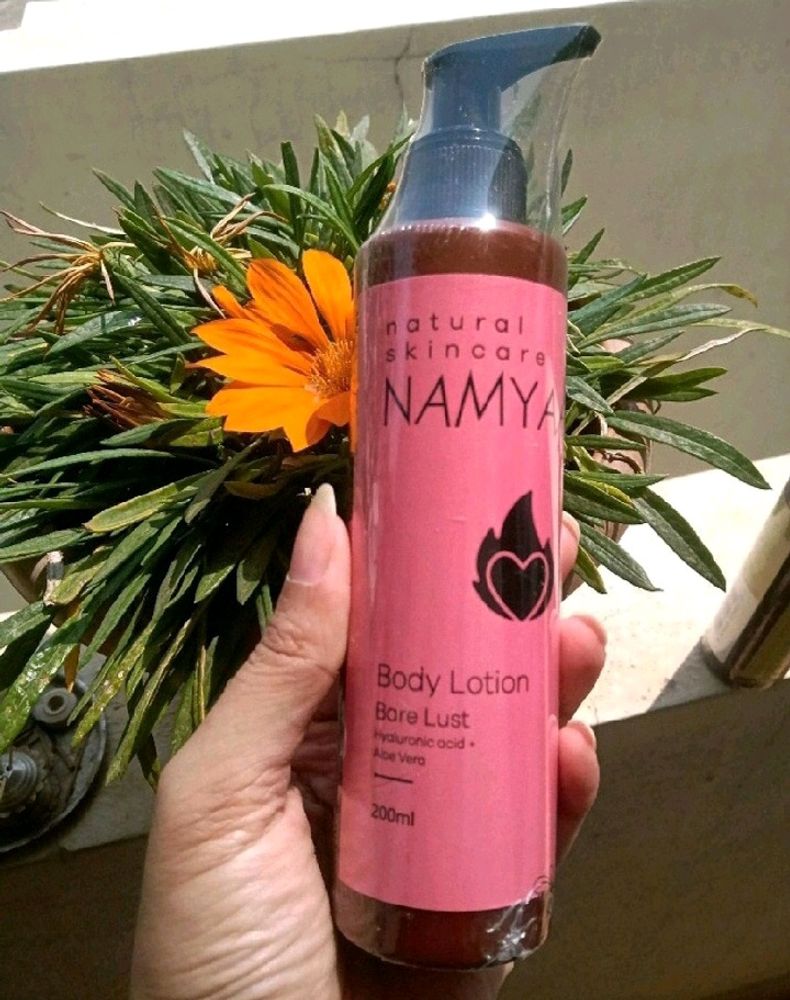 natural
skincare
NAMYA
Body Lotion
Bare Lust
Hyaluronic acid +
Aloe Vera
200ml